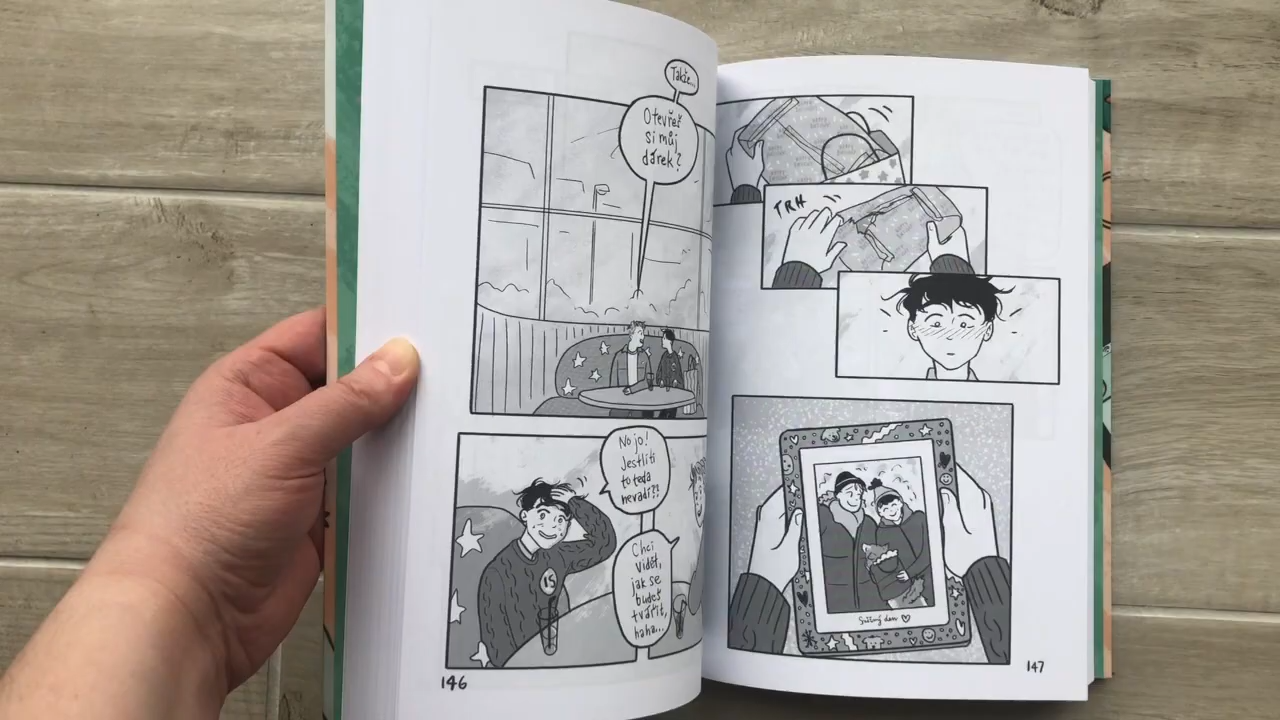 Takže...
Otevřeš
si můj
dárek?
No jo!
Jestli ti
to teda
nevadí?!
Chci
vidět,
jak se
budeš
tvářit,
haha...
15
146
TRH
Sněžný den
147